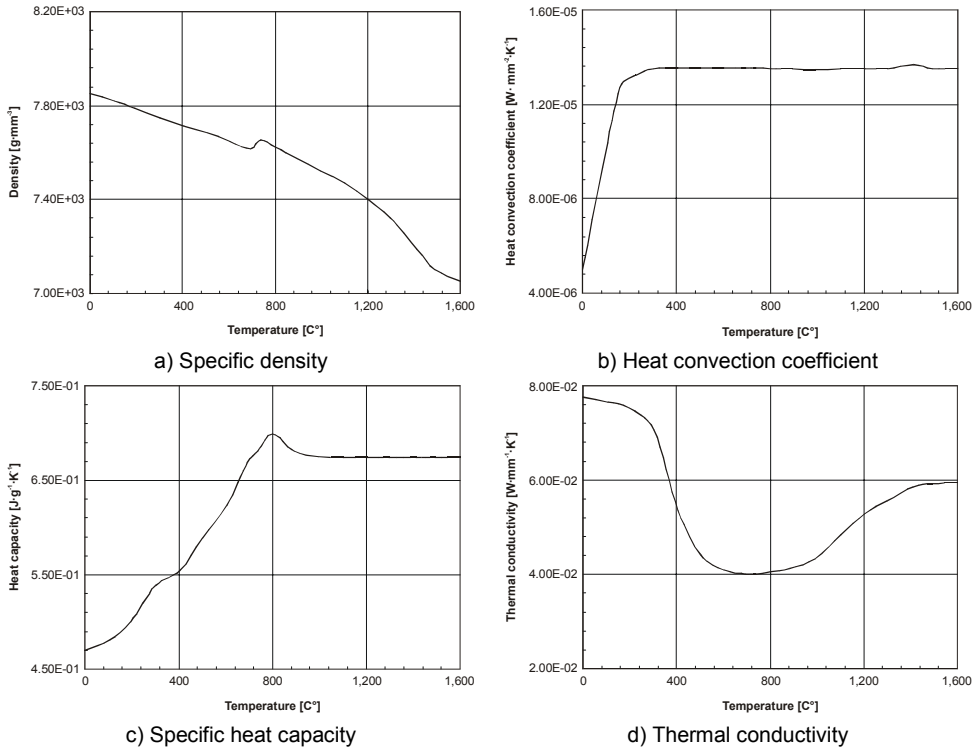 8.20E+03
7.80E+03
7.40E+03
7.00E+03
Density [g·mm⁻³]
0 400 800 1,200 1,600
Temperature [C°]
a) Specific density
1.60E-05
1.20E-05
8.00E-06
4.00E-06
Heat convection coefficient [W· mm⁻²·K⁻¹]
0 400 800 1,200 1,600
Temperature [C°]
b) Heat convection coefficient
7.50E-01
6.50E-01
5.50E-01
4.50E-01
Heat capacity [J·g⁻¹·K⁻¹]
0 400 800 1,200 1,600
Temperature [C°]
c) Specific heat capacity
8.00E-02
6.00E-02
4.00E-02
2.00E-02
Thermal conductivity [W·mm⁻¹·K⁻¹]
0 400 800 1,200 1,600
Temperature [C°]
d) Thermal conductivity